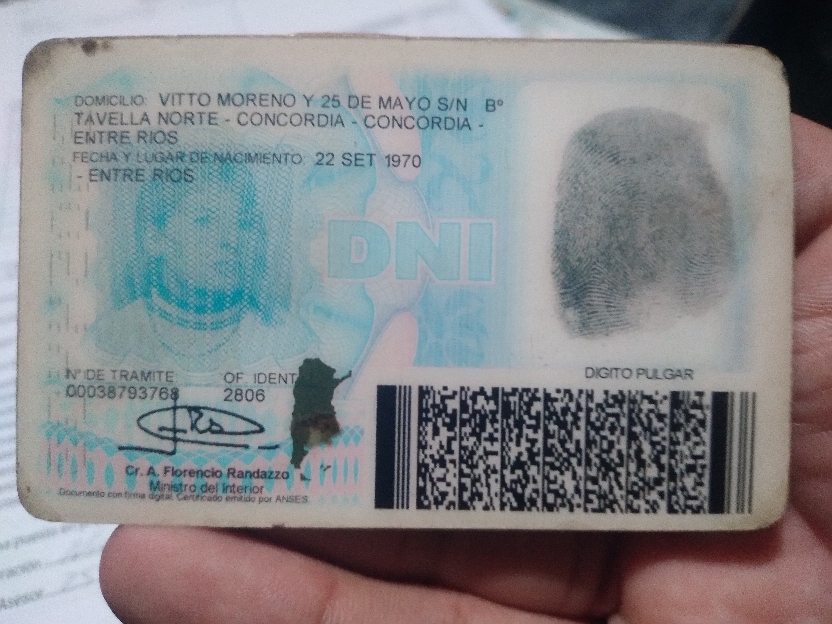 DOMICILIO: VITTO MORENO Y 25 DE MAYO S/N Bº
TAVELLA NORTE - CONCORDIA - CONCORDIA -
ENTRE RIOS
FECHA Y LUGAR DE NACIMIENTO: 22 SET 1970
- ENTRE RIOS
DNI
DIGITO PULGAR
Nº DE TRAMITE OF. IDENT
00038793768 2806
Cr. A. Florencio Randazzo
Ministro del Interior
Documento con firma digital. Certificado emitido por ANSES